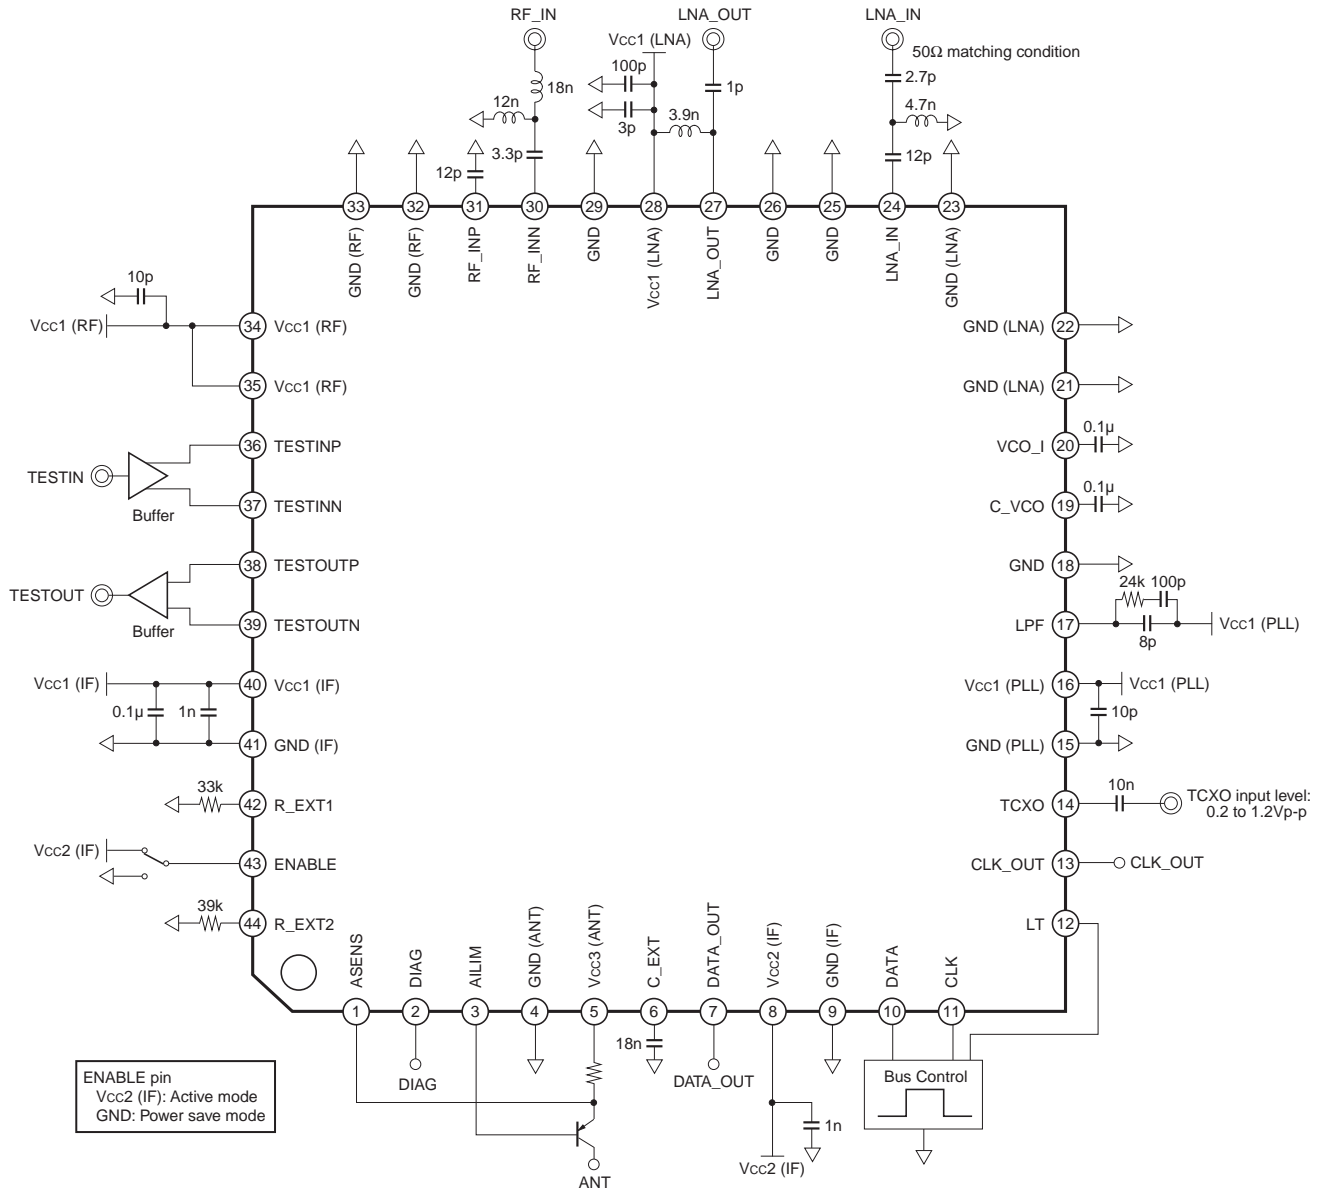 RF_IN
LNA_OUT
LNA_IN
Vcc1 (LNA)
50Ω matching condition
100p
18n
1p
2.7p
12n
3p
3.9n
4.7n
12p
3.3p
12p
33
32
31
30
29
28
27
26
25
24
23
GND (RF)
GND (RF)
RF_INP
RF_INN
GND
Vcc1 (LNA)
LNA_OUT
GND
GND
LNA_IN
GND (LNA)
10p
Vcc1 (RF)
34
Vcc1 (RF)
35
Vcc1 (RF)
36
TESTINP
TESTIN
Buffer
37
TESTINN
38
TESTOUTP
TESTOUT
Buffer
39
TESTOUTN
Vcc1 (IF)
40
Vcc1 (IF)
0.1µ
1n
41
GND (IF)
33k
42
R_EXT1
Vcc2 (IF)
43
ENABLE
39k
44
R_EXT2
GND (LNA)
22
GND (LNA)
21
VCO_I
20
0.1µ
C_VCO
19
0.1µ
GND
18
24k
100p
LPF
17
8p
Vcc1 (PLL)
Vcc1 (PLL)
16
Vcc1 (PLL)
10p
GND (PLL)
15
10n
TCXO
14
TCXO input level:
0.2 to 1.2Vp-p
CLK_OUT
13
CLK_OUT
LT
12
ASENS
DIAG
AILIM
GND (ANT)
Vcc3 (ANT)
C_EXT
DATA_OUT
Vcc2 (IF)
GND (IF)
DATA
CLK
1
2
3
4
5
6
7
8
9
10
11
18n
DIAG
DATA_OUT
Bus Control
1n
Vcc2 (IF)
ANT
ENABLE pin
Vcc2 (IF): Active mode
GND: Power save mode